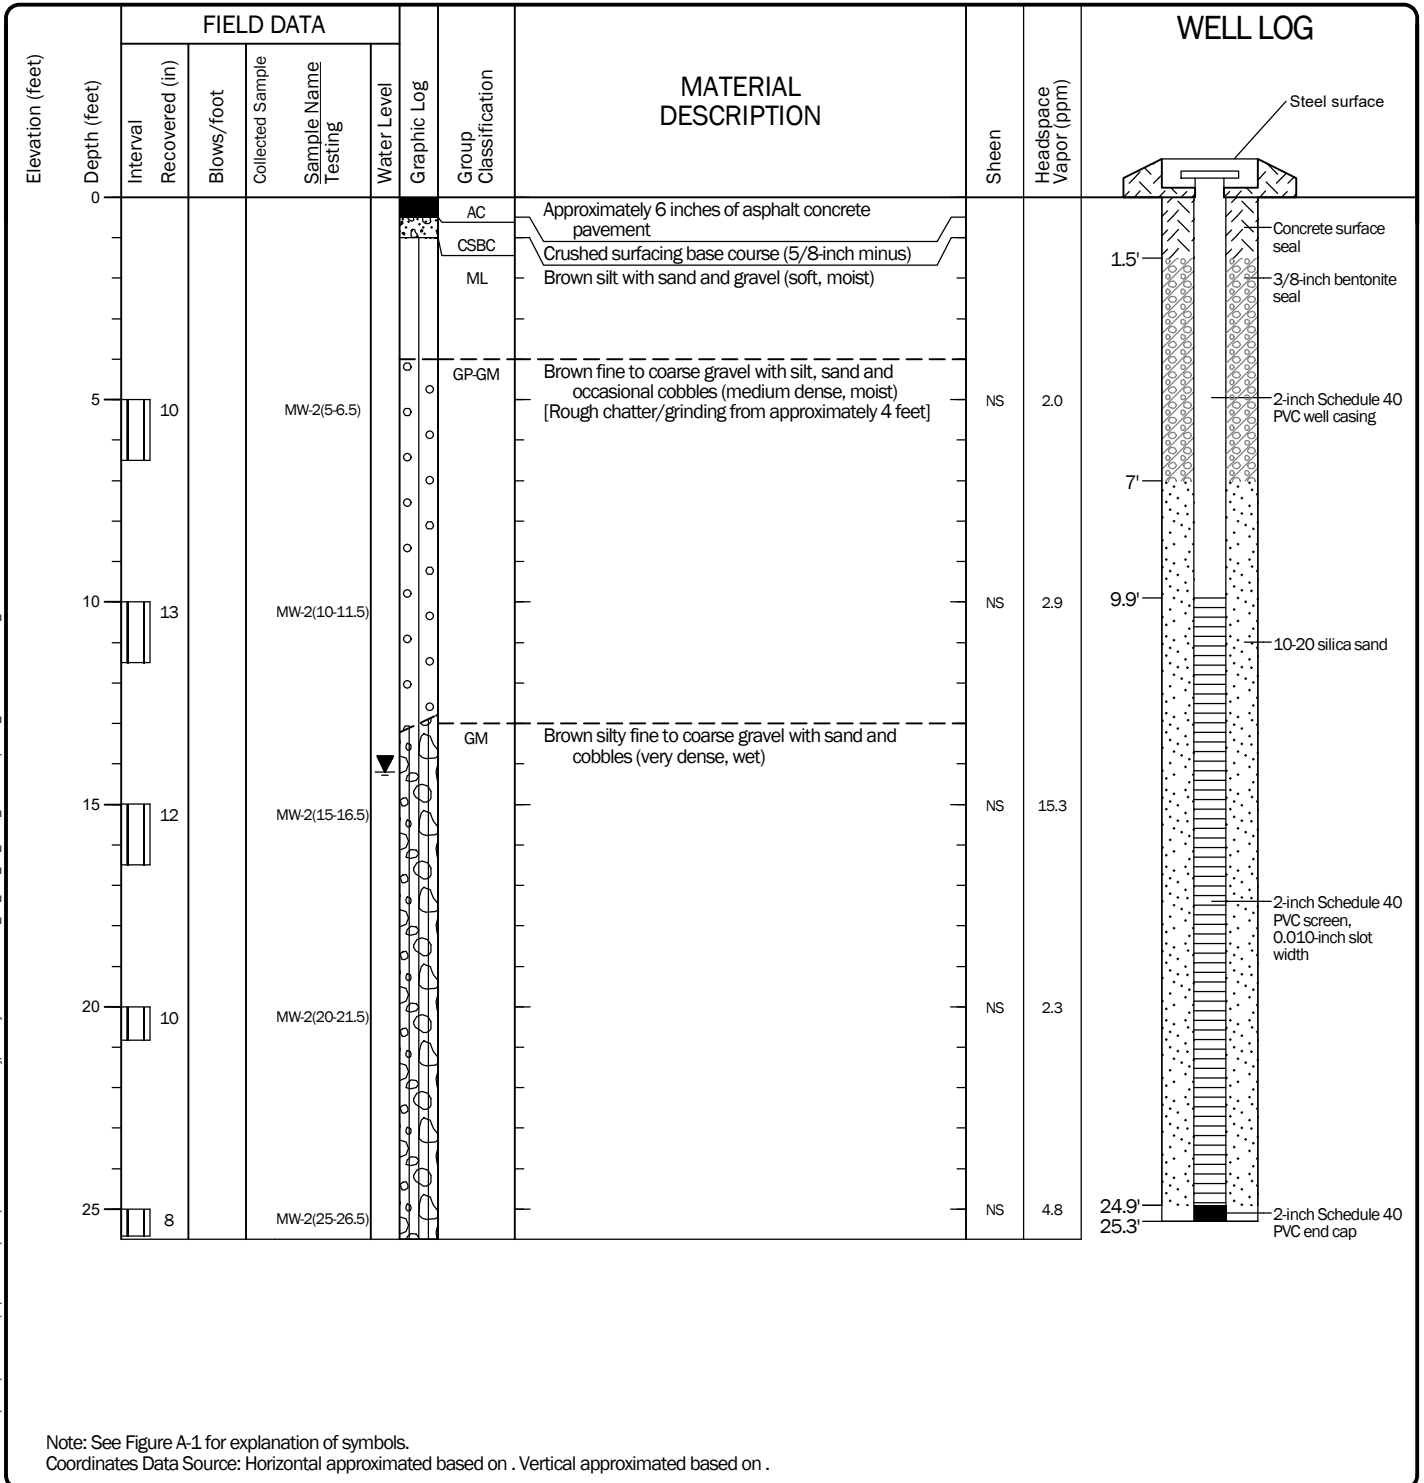 FIELD DATA
WELL LOG
Elevation (feet)
Depth (feet)
Interval
Recovered (in)
Blows/foot
Collected Sample
Sample Name
Testing
Water Level
Graphic Log
Group
Classification
MATERIAL
DESCRIPTION
Sheen
Headspace
Vapor (ppm)
Steel surface
0
AC
Approximately 6 inches of asphalt concrete
pavement
CSBC
Crushed surfacing base course (5/8-inch minus)
ML
Brown silt with sand and gravel (soft, moist)
Concrete surface
seal
1.5'
3/8-inch bentonite
seal
GP-GM
Brown fine to coarse gravel with silt, sand and
occasional cobbles (medium dense, moist)
[Rough chatter/grinding from approximately 4 feet]
5
10
MW-2(5-6.5)
NS
2.0
2-inch Schedule 40
PVC well casing
7'
10
13
MW-2(10-11.5)
NS
2.9
9.9'
10-20 silica sand
GM
Brown silty fine to coarse gravel with sand and
cobbles (very dense, wet)
15
12
MW-2(15-16.5)
NS
15.3
2-inch Schedule 40
PVC screen,
0.010-inch slot
width
20
10
MW-2(20-21.5)
NS
2.3
25
8
MW-2(25-26.5)
NS
4.8
24.9'
25.3'
2-inch Schedule 40
PVC end cap
Note: See Figure A-1 for explanation of symbols.
Coordinates Data Source: Horizontal approximated based on . Vertical approximated based on .